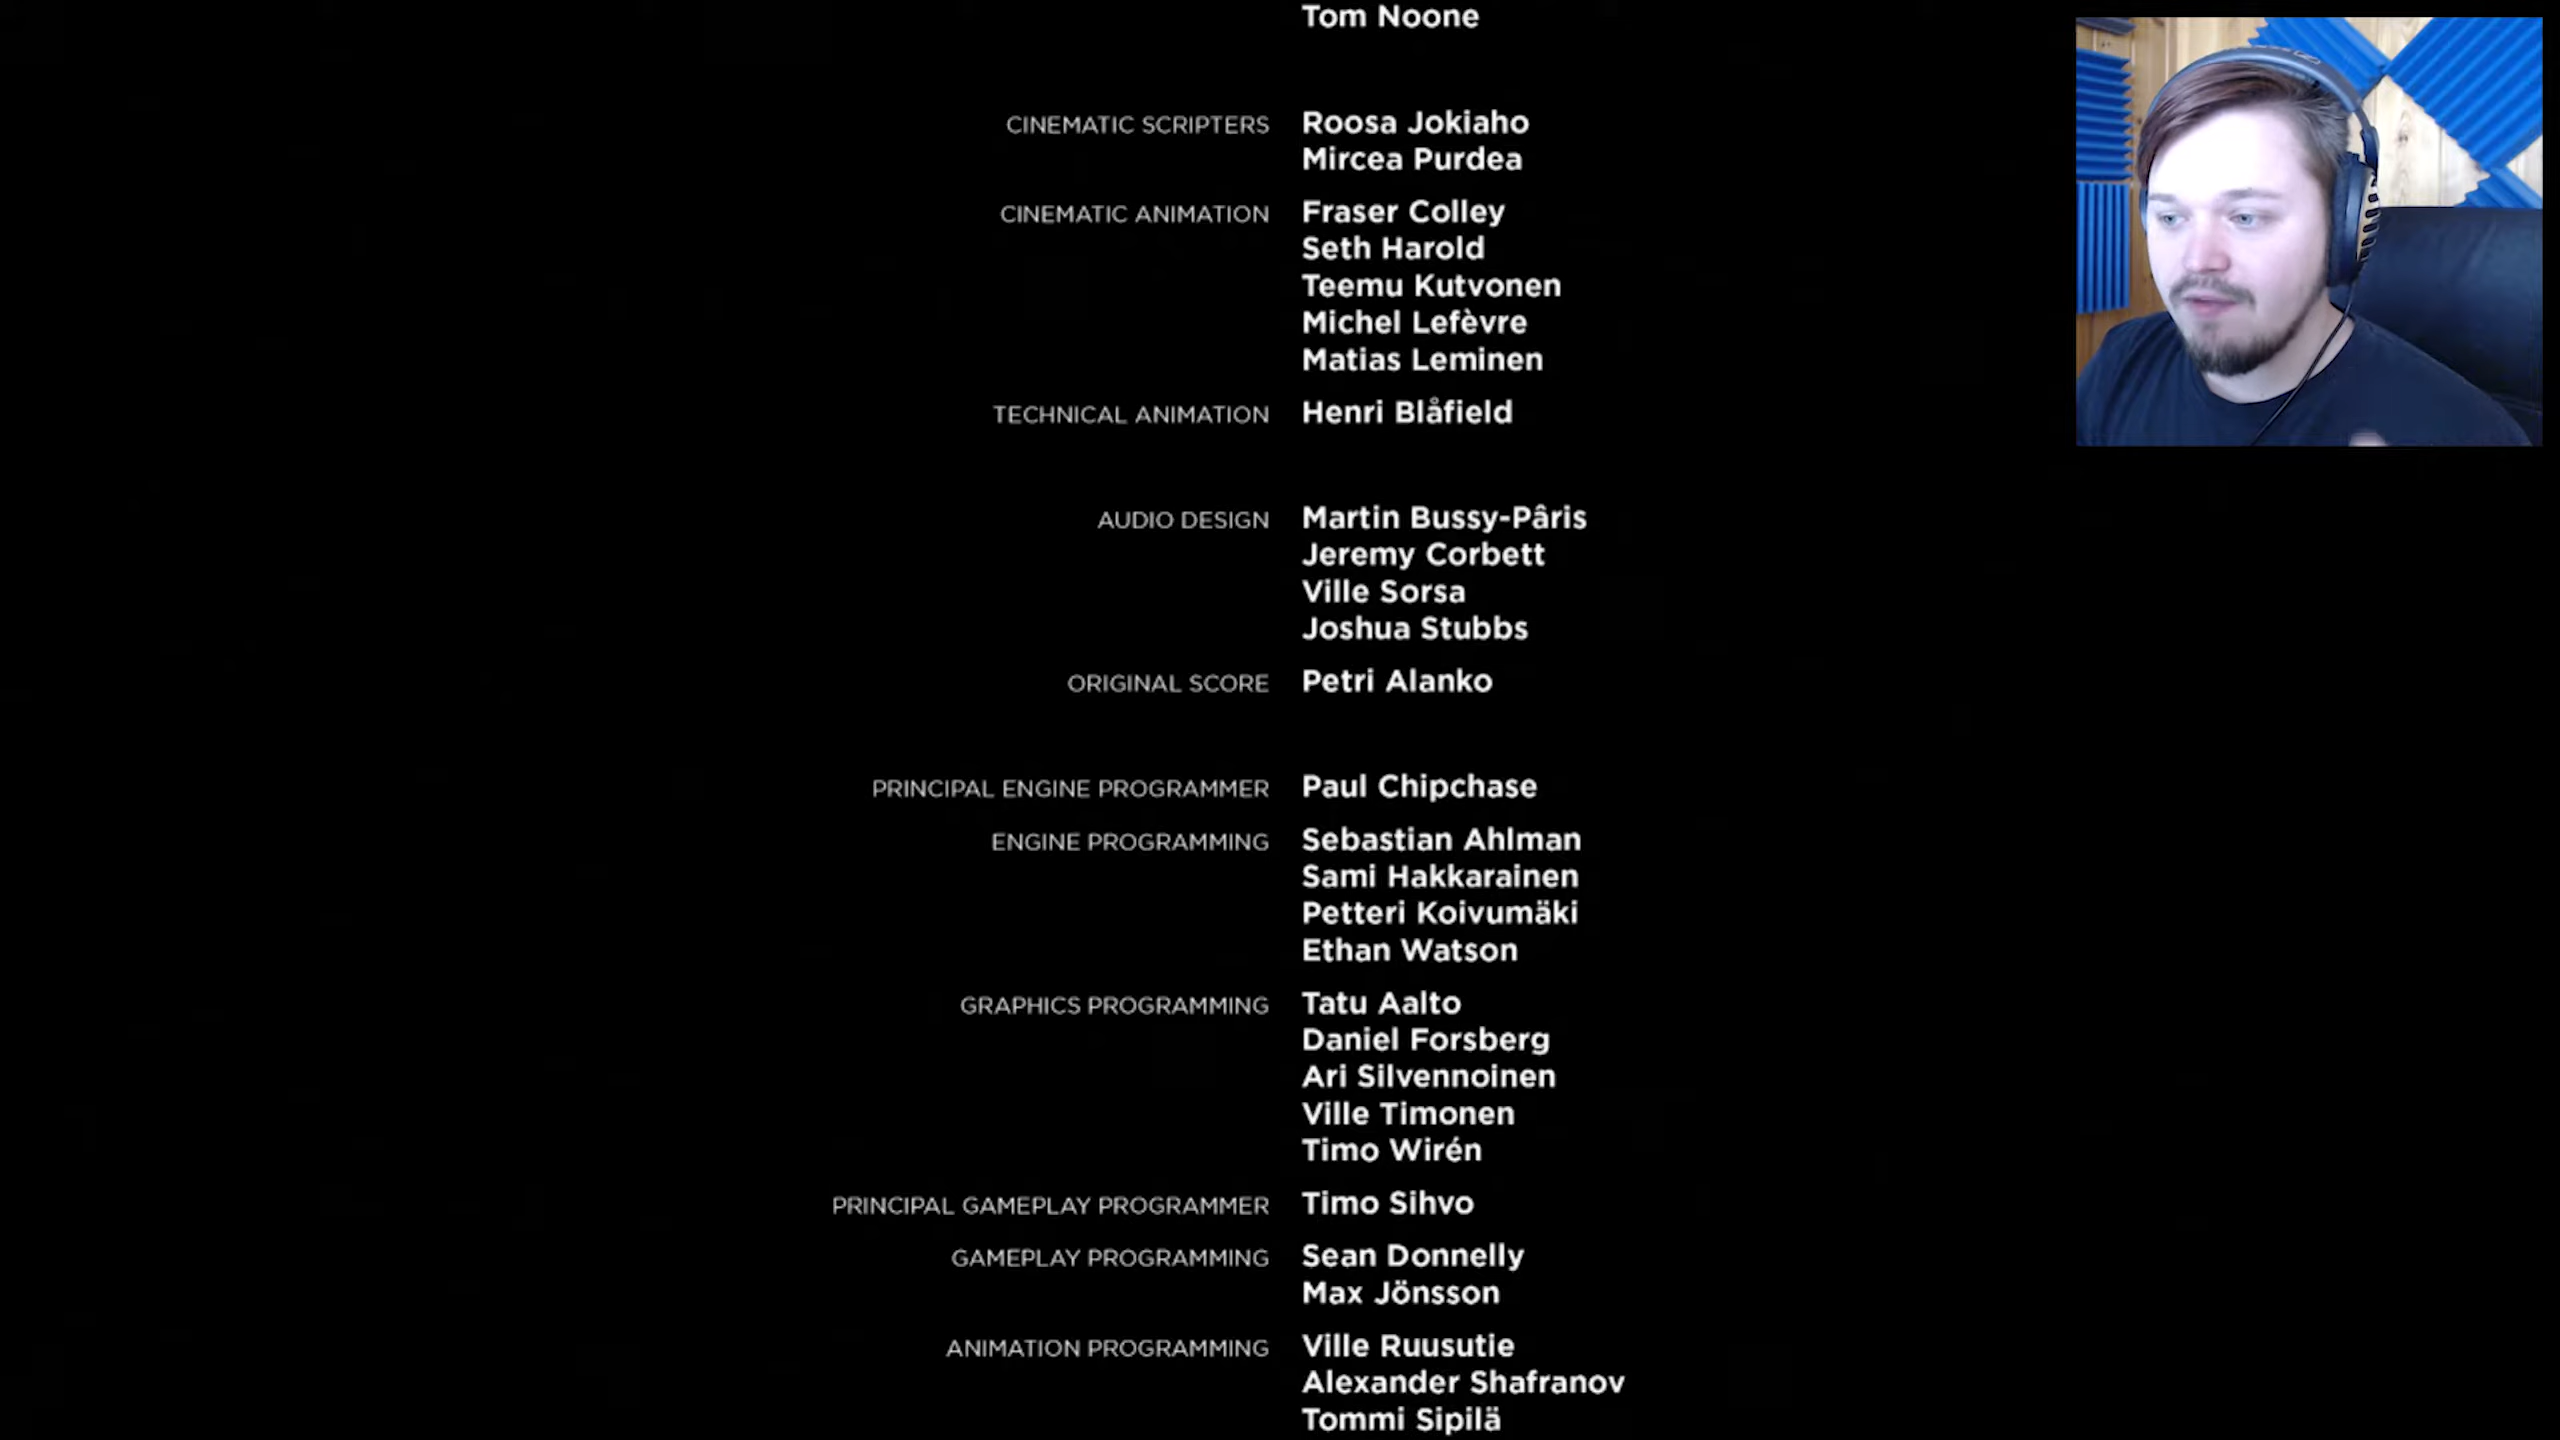 Tom Noone
CINEMATIC SCRIPTERS Roosa Jokiaho
Mircea Purdea
CINEMATIC ANIMATION Fraser Colley
Seth Harold
Teemu Kutvonen
Michel Lefèvre
Matias Leminen
TECHNICAL ANIMATION Henri Blåfield
AUDIO DESIGN Martin Bussy-Pâris
Jeremy Corbett
Ville Sorsa
Joshua Stubbs
ORIGINAL SCORE Petri Alanko
PRINCIPAL ENGINE PROGRAMMER Paul Chipchase
ENGINE PROGRAMMING Sebastian Ahlman
Sami Hakkarainen
Petteri Koivumäki
Ethan Watson
GRAPHICS PROGRAMMING Tatu Aalto
Daniel Forsberg
Ari Silvennoinen
Ville Timonen
Timo Wirén
PRINCIPAL GAMEPLAY PROGRAMMER Timo Sihvo
GAMEPLAY PROGRAMMING Sean Donnelly
Max Jönsson
ANIMATION PROGRAMMING Ville Ruusutie
Alexander Shafranov
Tommi Sipilä